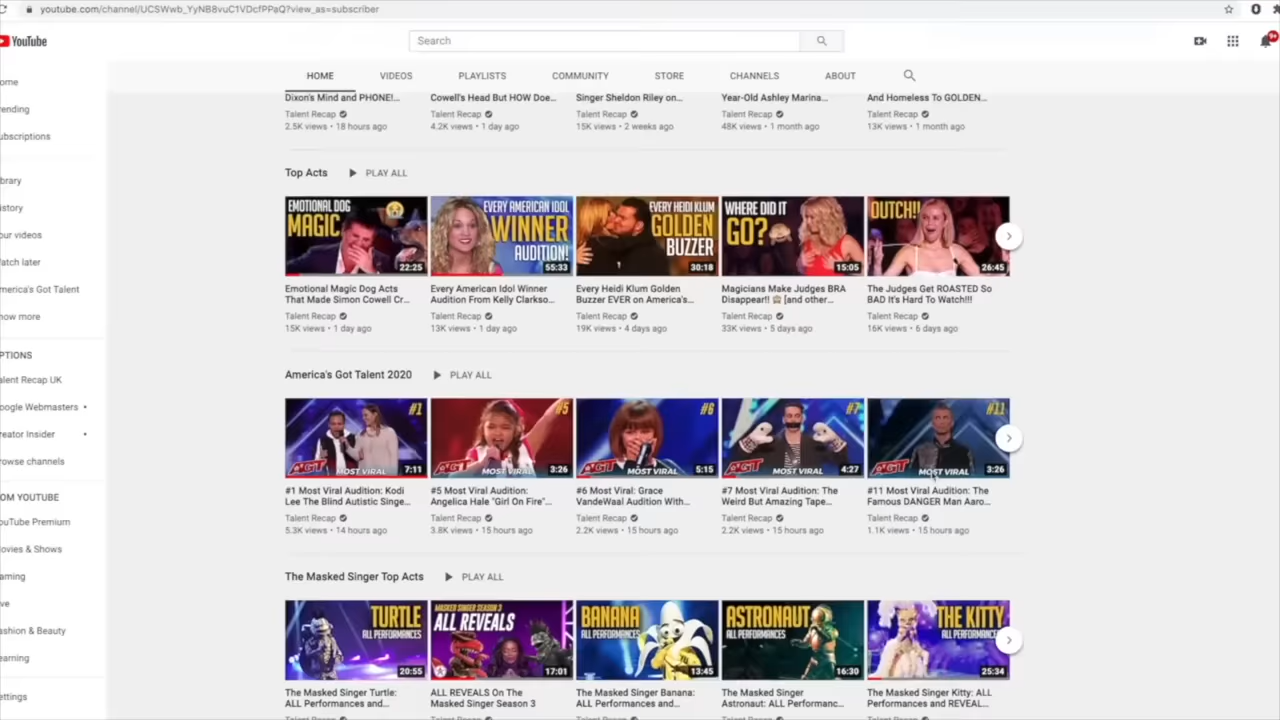 youtube.com/channel/UCSWwb_YyNB8vuC1VDcfPPaQ?view_as=subscriber
YouTube
Search
9+
HOME VIDEOS PLAYLISTS COMMUNITY STORE CHANNELS ABOUT
ome
rending
ubscriptions
brary
istory
our videos
atch later
merica's Got Talent
how more
PTIONS
alent Recap UK
oogle Webmasters •
reator Insider •
rowse channels
OM YOUTUBE
ouTube Premium
ovies & Shows
aming
ve
ashion & Beauty
earning
ettings
Dixon's Mind and PHONE!...
Talent Recap
2.5K views • 18 hours ago
Cowell's Head But HOW Doe...
Talent Recap
4.2K views • 1 day ago
Singer Sheldon Riley on...
Talent Recap
15K views • 2 weeks ago
Year-Old Ashley Marina...
Talent Recap
48K views • 1 month ago
And Homeless To GOLDEN...
Talent Recap
13K views • 1 month ago
Top Acts PLAY ALL
EMOTIONAL DOG
MAGIC
22:25
Emotional Magic Dog Acts
That Made Simon Cowell Cr...
Talent Recap
15K views • 1 day ago
EVERY AMERICAN IDOL
WINNER
AUDITION!
55:33
Every American Idol Winner
Audition From Kelly Clarkso...
Talent Recap
13K views • 1 day ago
EVERY HEIDI KLUM
GOLDEN
BUZZER
30:18
Every Heidi Klum Golden
Buzzer EVER on America's...
Talent Recap
19K views • 4 days ago
WHERE DID IT
GO?
15:05
Magicians Make Judges BRA
Disappear!! [and other...
Talent Recap
33K views • 5 days ago
OUTCH!!
26:45
The Judges Get ROASTED So
BAD It's Hard To Watch!!!
Talent Recap
16K views • 6 days ago
America's Got Talent 2020 PLAY ALL
#1
AGT MOST VIRAL
7:11
#1 Most Viral Audition: Kodi
Lee The Blind Autistic Singe...
Talent Recap
5.3K views • 14 hours ago
#5
AGT MOST VIRAL
3:26
#5 Most Viral Audition:
Angelica Hale "Girl On Fire"...
Talent Recap
3.8K views • 15 hours ago
#6
AGT MOST VIRAL
5:15
#6 Most Viral: Grace
VandeWaal Audition With...
Talent Recap
2.2K views • 15 hours ago
#7
AGT MOST VIRAL
4:27
#7 Most Viral Audition: The
Weird But Amazing Tape...
Talent Recap
2.2K views • 15 hours ago
#11
AGT MOST VIRAL
3:26
#11 Most Viral Audition: The
Famous DANGER Man Aaro...
Talent Recap
1.1K views • 15 hours ago
The Masked Singer Top Acts PLAY ALL
TURTLE
ALL PERFORMANCES
20:55
The Masked Singer Turtle:
ALL Performances and...
MASKED SINGER SEASON 3
ALL REVEALS
17:01
ALL REVEALS On The
Masked Singer Season 3
BANANA
ALL PERFORMANCES
13:45
The Masked Singer Banana:
ALL Performances and...
ASTRONAUT
ALL PERFORMANCES
16:30
The Masked Singer
Astronaut: ALL Performanc...
THE KITTY
ALL PERFORMANCES
25:34
The Masked Singer Kitty: ALL
Performances and REVEAL...